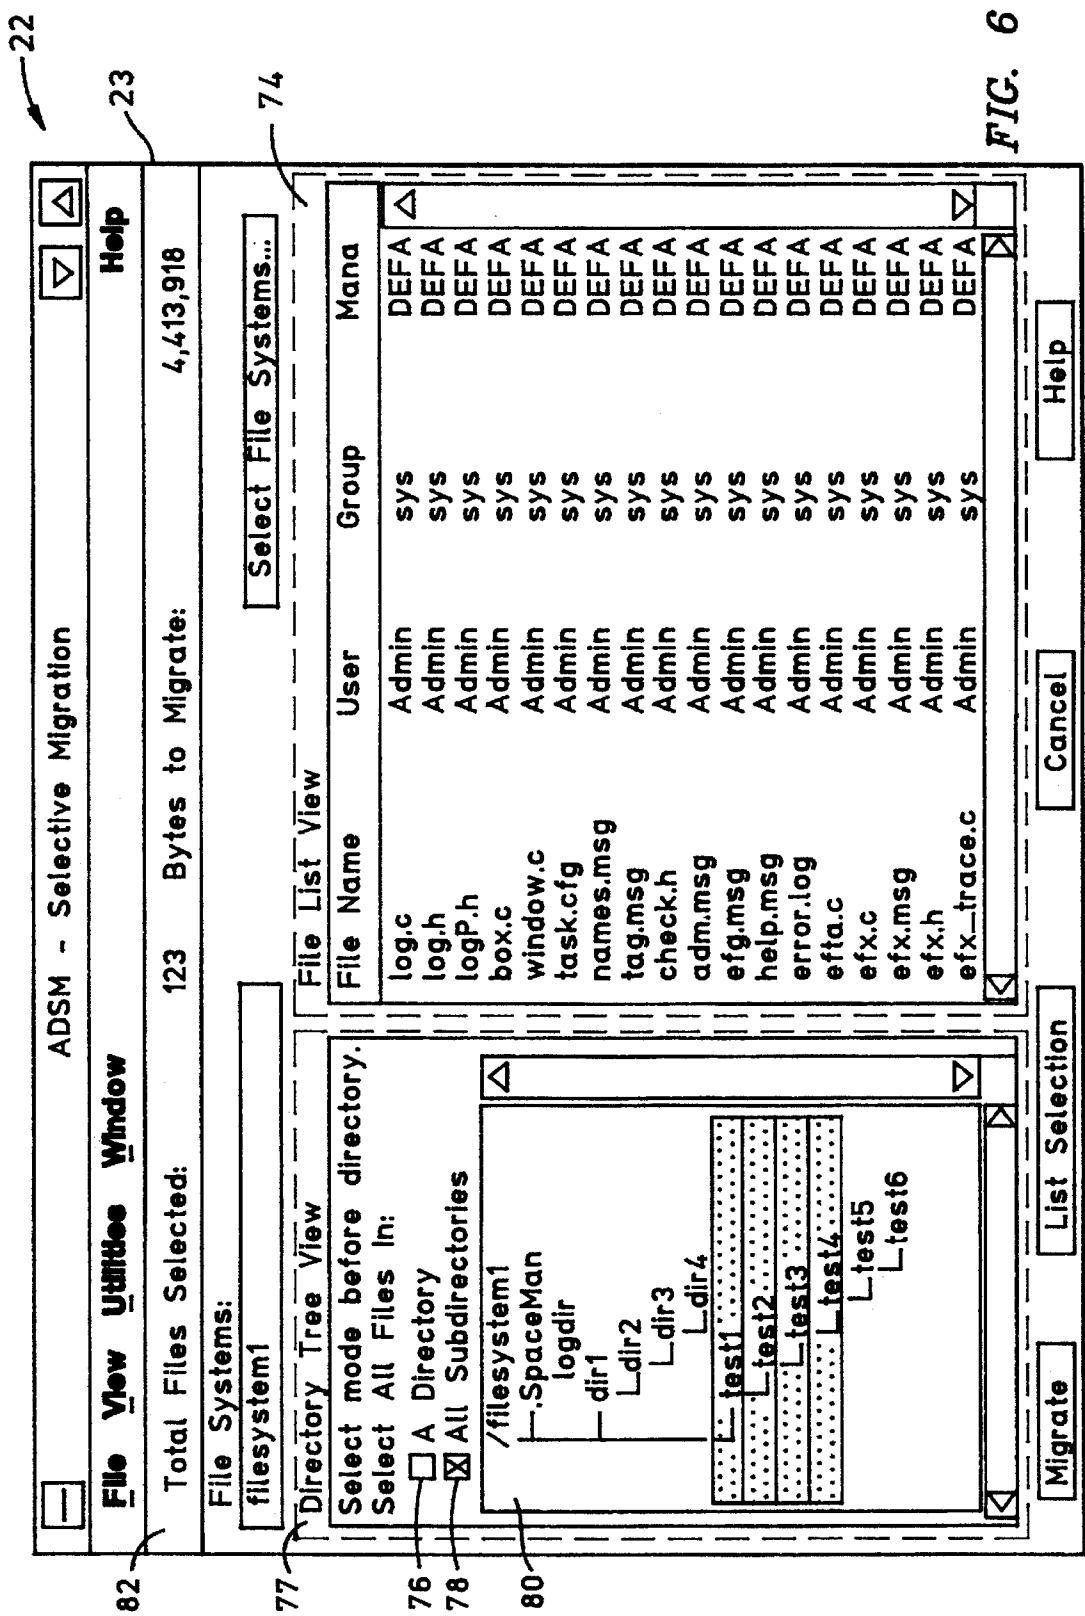 22
23
ADSM – Selective Migration
File View Utilities Window Help
82
Total Files Selected: 123 Bytes to Migrate: 4,413,918
File Systems:
filesystem1 Select File Systems...
77
Directory Tree View
Select mode before directory.
Select All Files In:
76
A Directory
78
All Subdirectories
80
/filesystem1
.SpaceMan
logdir
dir1
dir2
dir3
dir4
test1
test2
test3
test4
test5
test6
74
File List View
File Name User Group Mana
log.c Admin sys DEFA
log.h Admin sys DEFA
logP.h Admin sys DEFA
box.c Admin sys DEFA
window.c Admin sys DEFA
task.cfg Admin sys DEFA
names.msg Admin sys DEFA
tag.msg Admin sys DEFA
check.h Admin sys DEFA
adm.msg Admin sys DEFA
efg.msg Admin sys DEFA
help.msg Admin sys DEFA
error.log Admin sys DEFA
efta.c Admin sys DEFA
efx.c Admin sys DEFA
efx.msg Admin sys DEFA
efx.h Admin sys DEFA
efx_trace.c Admin sys DEFA
Migrate List Selection Cancel Help
FIG. 6